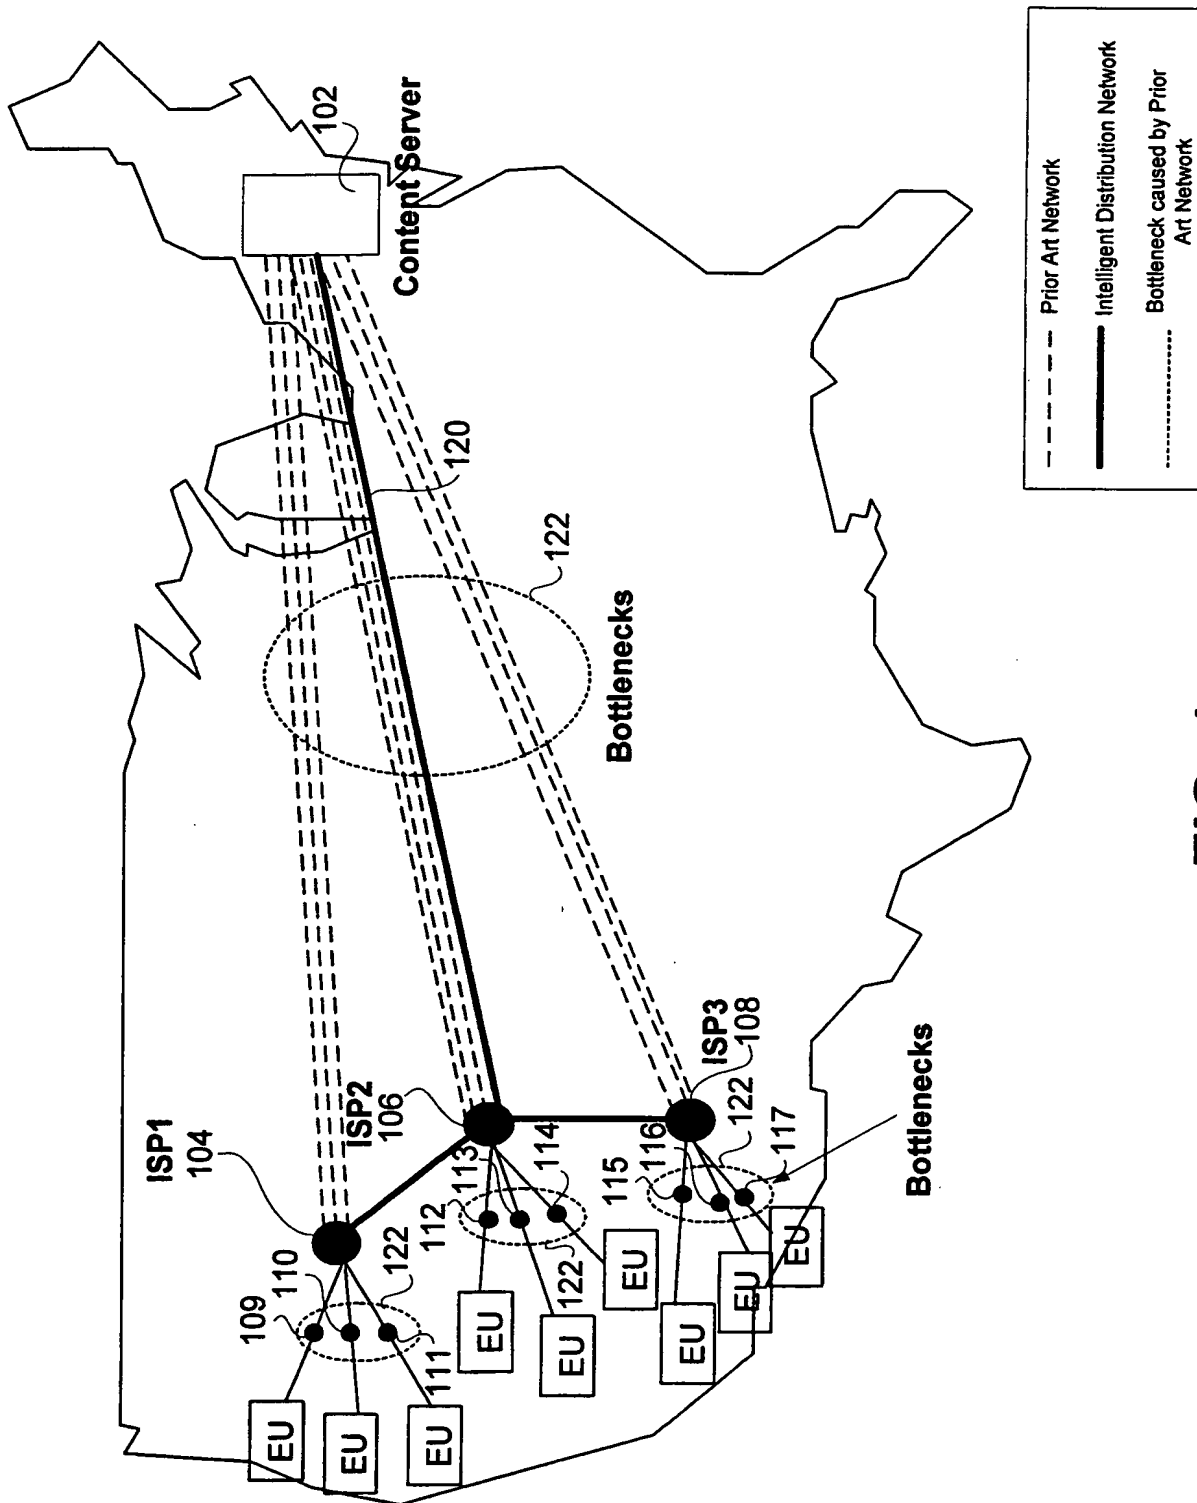 ISP1
104
109
110
122
111
EU
EU
EU
102
Content Server
120
122
Bottlenecks
ISP2
106
112
113
114
122
EU
EU
EU
ISP3
108
115
116
122
117
EU
EU
EU
Bottlenecks
Prior Art Network
Intelligent Distribution Network
Bottleneck caused by Prior
Art Network